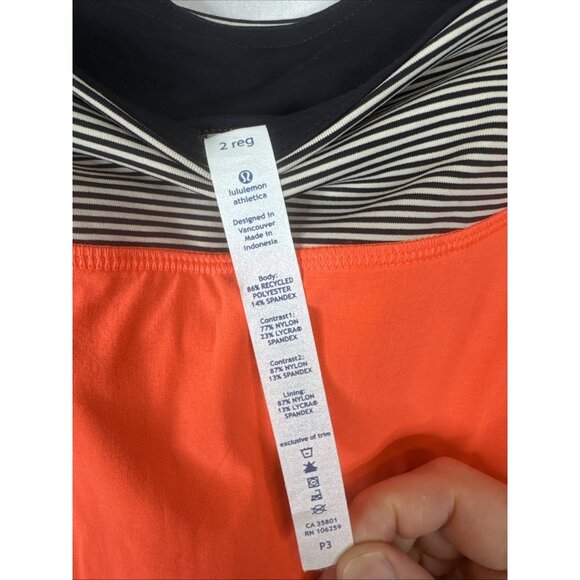 2 reg
lululemon
athletica
Designed in
Vancouver
Made in
Indonesia
Body:
86% RECYCLED
POLYESTER
14% SPANDEX
Contrast1:
77% NYLON
23% LYCRA®
SPANDEX
Contrast2:
87% NYLON
13% SPANDEX
Lining:
87% NYLON
13% LYCRA®
SPANDEX
exclusive of trim
CA 35801
RN 106259
P3